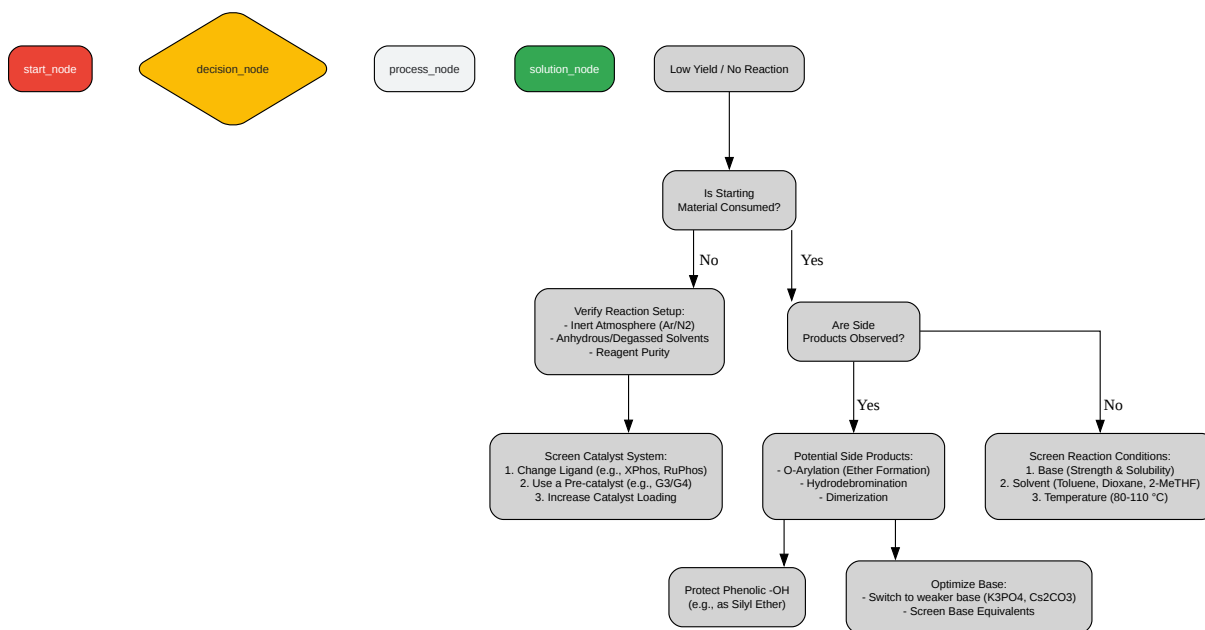 start_node
decision_node
process_node
solution_node
Low Yield / No Reaction
Is Starting
Material Consumed?
No
Yes
Verify Reaction Setup:
- Inert Atmosphere (Ar/N2)
- Anhydrous/Degassed Solvents
- Reagent Purity
Are Side
Products Observed?
Yes
No
Screen Catalyst System:
1. Change Ligand (e.g., XPhos, RuPhos)
2. Use a Pre-catalyst (e.g., G3/G4)
3. Increase Catalyst Loading
Potential Side Products:
- O-Arylation (Ether Formation)
- Hydrodebromination
- Dimerization
Screen Reaction Conditions:
1. Base (Strength & Solubility)
2. Solvent (Toluene, Dioxane, 2-MeTHF)
3. Temperature (80-110 °C)
Protect Phenolic -OH
(e.g., as Silyl Ether)
Optimize Base:
- Switch to weaker base (K3PO4, Cs2CO3)
- Screen Base Equivalents